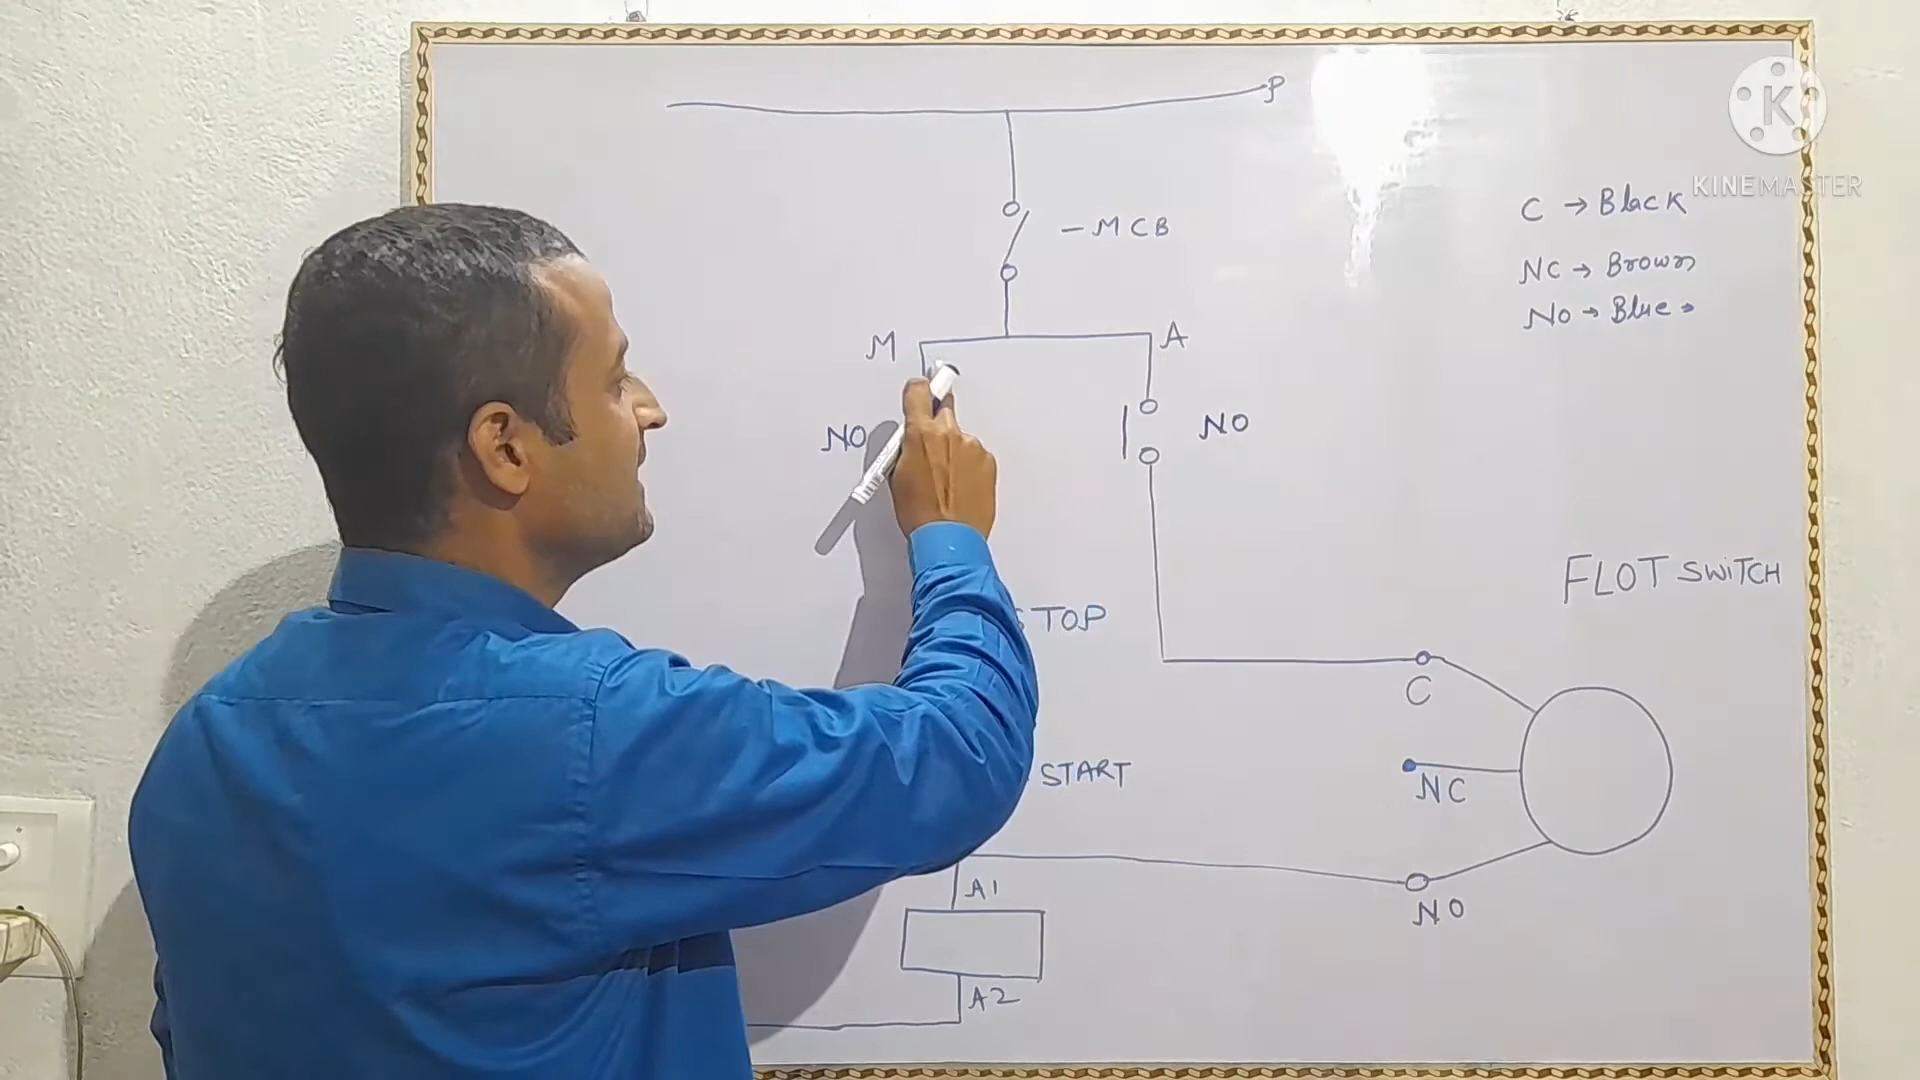 P
K
KINEMASTER
C → Black
- MCB
NC → Brown
NO → Blue
M
A
NO
NO
FLOT SWITCH
STOP
C
START
NC
A1
NO
A2